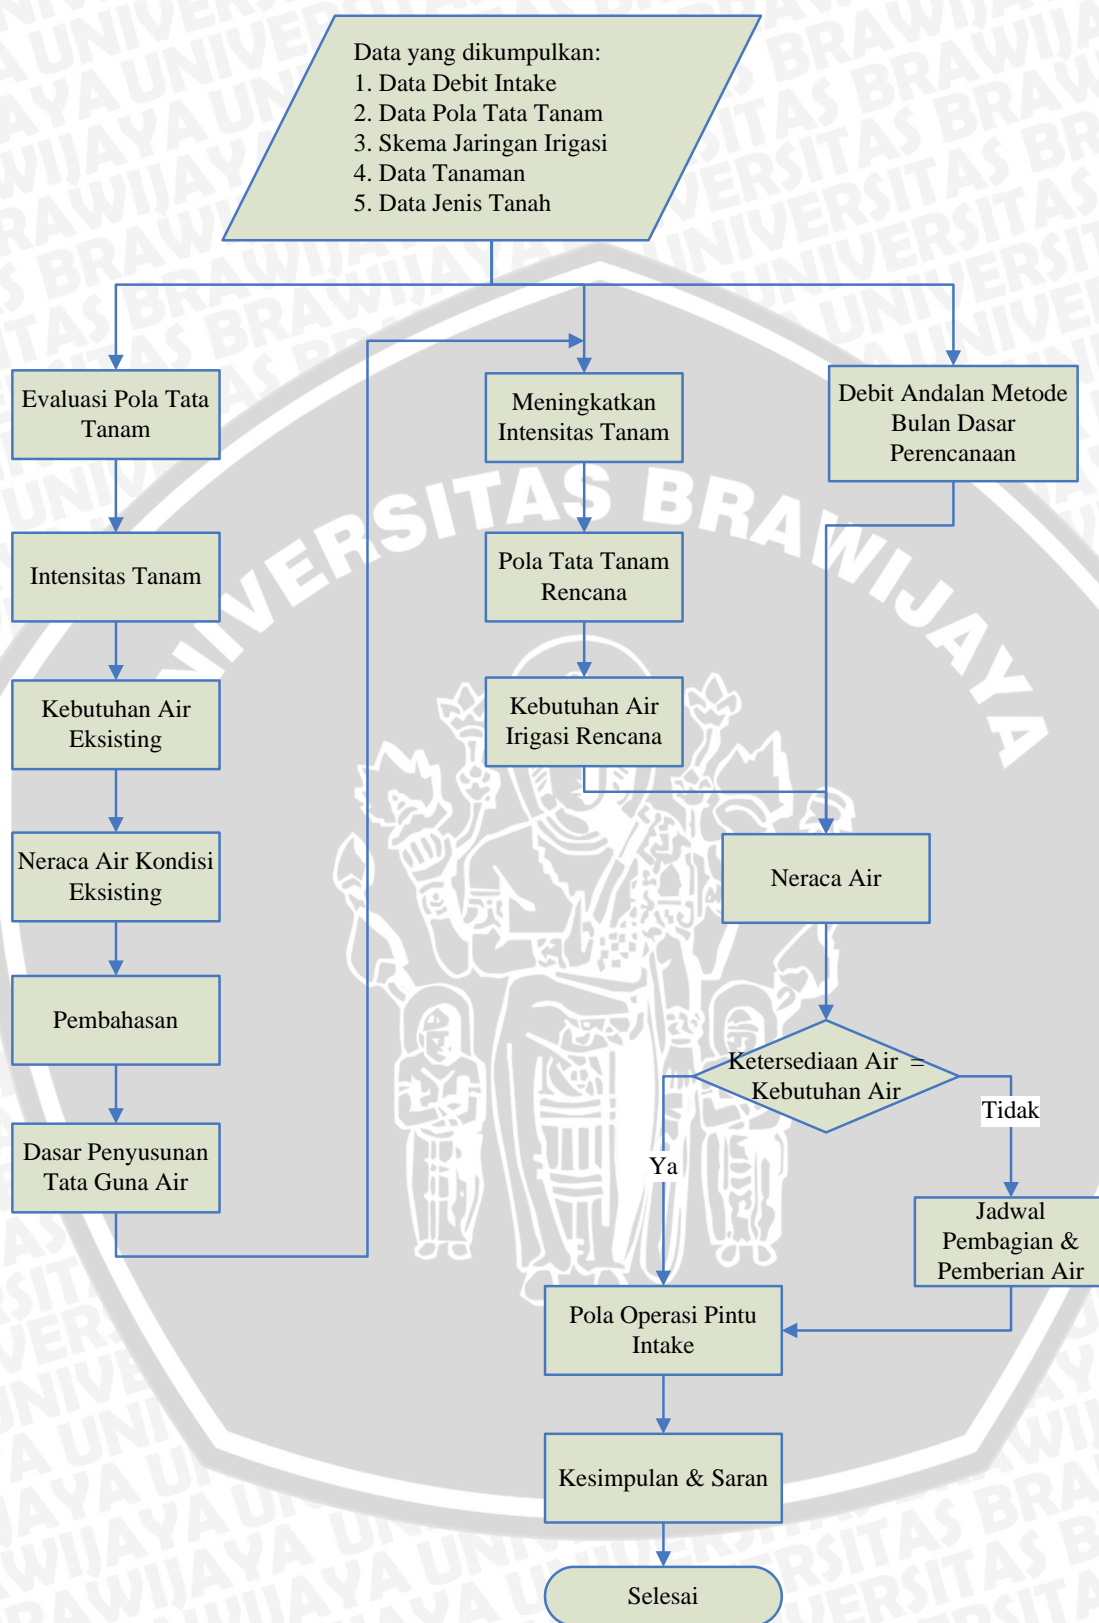 Data yang dikumpulkan:
1. Data Debit Intake
2. Data Pola Tata Tanam
3. Skema Jaringan Irigasi
4. Data Tanaman
5. Data Jenis Tanah
Evaluasi Pola Tata
Tanam
Meningkatkan
Intensitas Tanam
Debit Andalan Metode
Bulan Dasar
Perencanaan
UNIVERSITAS BRAWIJAYA
Intensitas Tanam
Pola Tata Tanam
Rencana
Kebutuhan Air
Eksisting
Kebutuhan Air
Irigasi Rencana
Neraca Air Kondisi
Eksisting
Neraca Air
Pembahasan
Ketersediaan Air =
Kebutuhan Air
Tidak
Ya
Dasar Penyusunan
Tata Guna Air
Jadwal
Pembagian &
Pemberian Air
Pola Operasi Pintu
Intake
Kesimpulan & Saran
Selesai